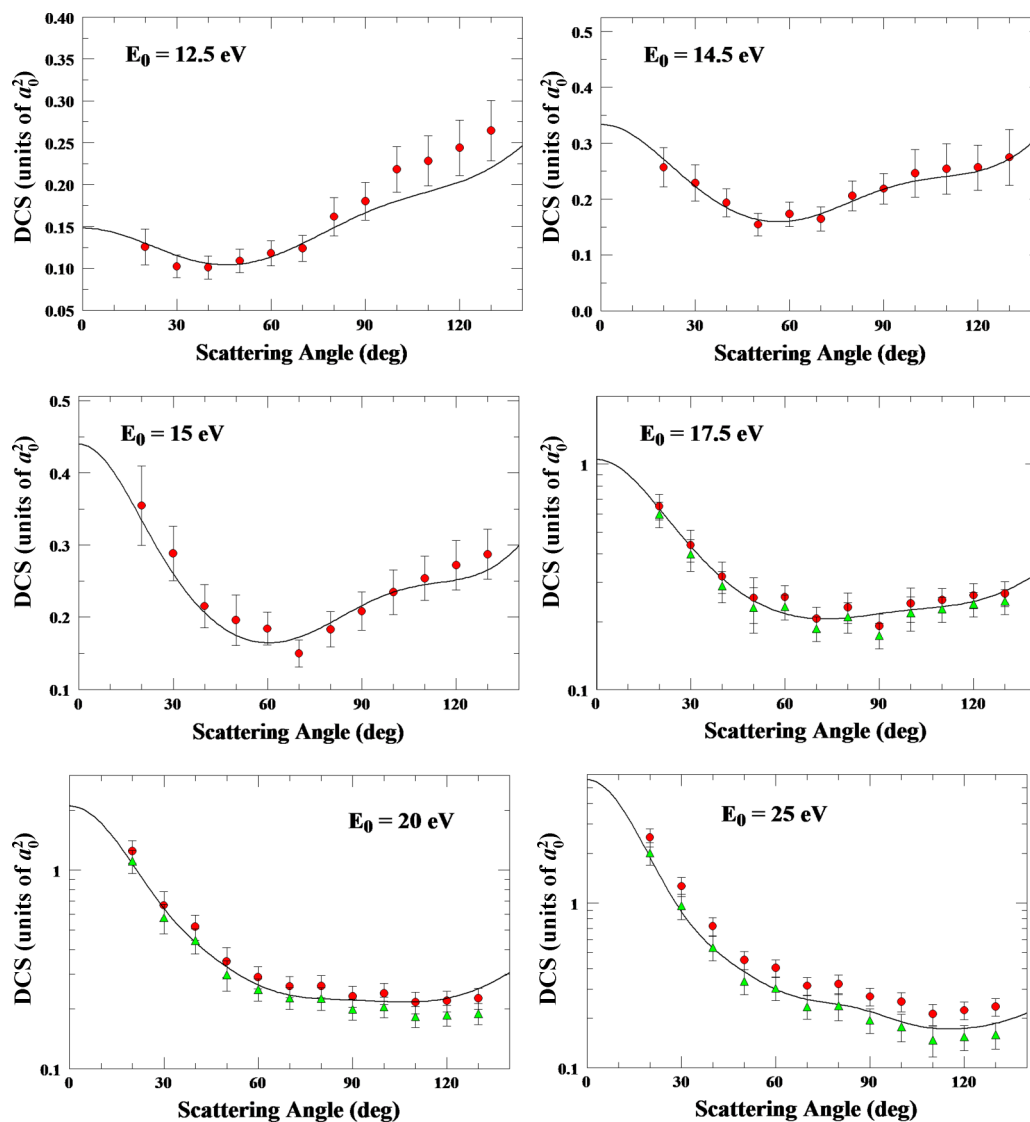 E₀ = 12.5 eV
DCS (units of a₀²)
0.40
0.35
0.30
0.25
0.20
0.15
0.10
0.05
0 30 60 90 120
Scattering Angle (deg)
E₀ = 14.5 eV
DCS (units of a₀²)
0.5
0.4
0.3
0.2
0.1
0.0
0 30 60 90 120
Scattering Angle (deg)
E₀ = 15 eV
DCS (units of a₀²)
0.5
0.4
0.3
0.2
0.1
0 30 60 90 120
Scattering Angle (deg)
E₀ = 17.5 eV
DCS (units of a₀²)
1
0.1
0 30 60 90 120
Scattering Angle (deg)
E₀ = 20 eV
DCS (units of a₀²)
1
0.1
0 30 60 90 120
Scattering Angle (deg)
E₀ = 25 eV
DCS (units of a₀²)
1
0.1
0 30 60 90 120
Scattering Angle (deg)